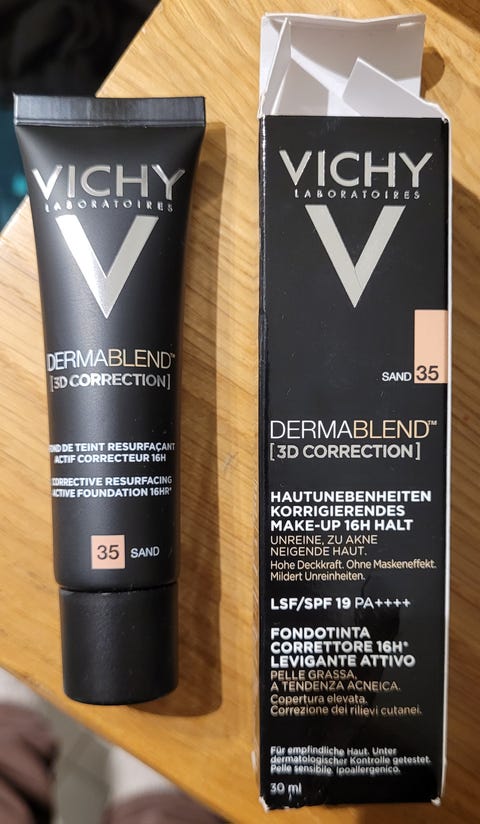 VICHY
LABORATOIRES
DERMABLEND™
[3D CORRECTION]
FOND DE TEINT RESURFAÇANT
ACTIF CORRECTEUR 16H
CORRECTIVE RESURFACING
ACTIVE FOUNDATION 16HR*
35 SAND
VICHY
LABORATOIRES
SAND 35
DERMABLEND™
[3D CORRECTION]
HAUTUNEBENHEITEN
KORRIGIERENDES
MAKE-UP 16H HALT
UNREINE, ZU AKNE
NEIGENDE HAUT.
Hohe Deckkraft. Ohne Maskeneffekt.
Mildert Unreinheiten.
LSF/SPF 19 PA++++
FONDOTINTA
CORRETTORE 16H*
LEVIGANTE ATTIVO
PELLE GRASSA,
A TENDENZA ACNEICA.
Copertura elevata.
Correzione dei rilievi cutanei.
Für empfindliche Haut. Unter
dermatologischer Kontrolle getestet.
Pelle sensibile. Ipoallergenico.
30 ml